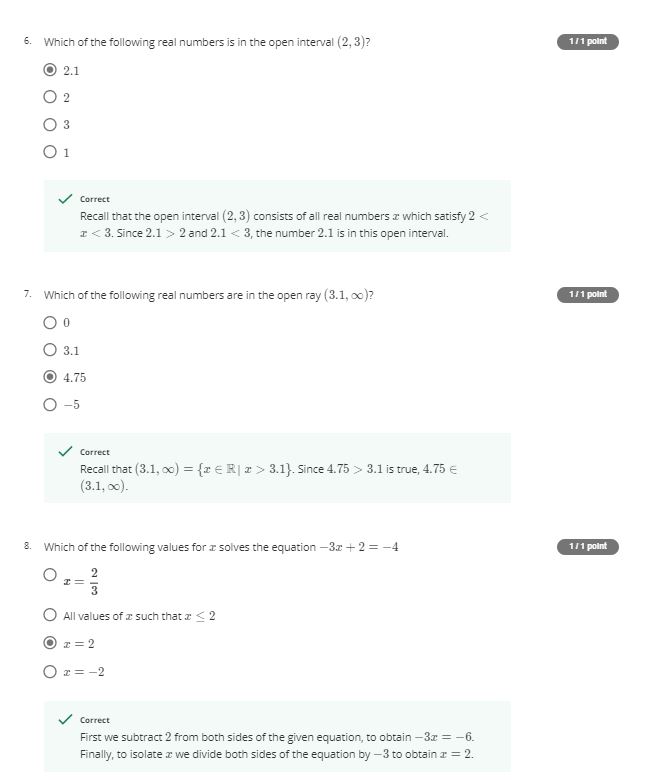 6. Which of the following real numbers is in the open interval (2, 3)?
1 / 1 point
2.1
2
3
1
Correct
Recall that the open interval (2, 3) consists of all real numbers x which satisfy 2 <
x < 3. Since 2.1 > 2 and 2.1 < 3, the number 2.1 is in this open interval.
7. Which of the following real numbers are in the open ray (3.1, ∞)?
1 / 1 point
0
3.1
4.75
−5
Correct
Recall that (3.1, ∞) = {x ∈ ℝ | x > 3.1}. Since 4.75 > 3.1 is true, 4.75 ∈
(3.1, ∞).
8. Which of the following values for x solves the equation −3x + 2 = −4
1 / 1 point
x = 2/3
All values of x such that x ≤ 2
x = 2
x = −2
Correct
First we subtract 2 from both sides of the given equation, to obtain −3x = −6.
Finally, to isolate x we divide both sides of the equation by −3 to obtain x = 2.